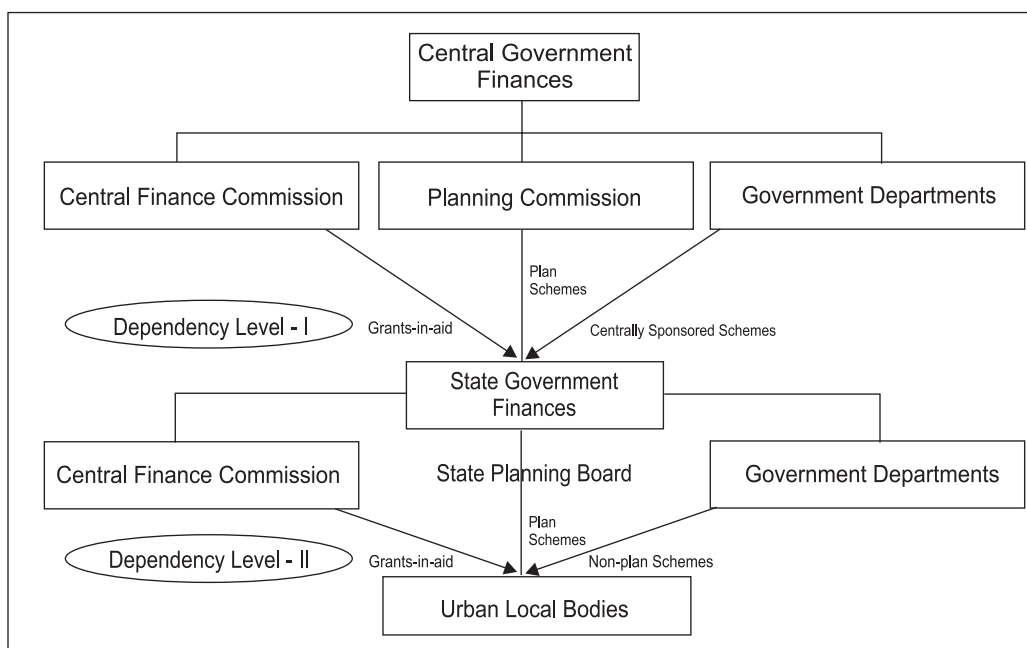 Central Government
Finances
Central Finance Commission
Planning Commission
Government Departments
Plan
Schemes
Dependency Level - I
Grants-in-aid
Centrally Sponsored Schemes
State Government
Finances
Central Finance Commission
State Planning Board
Government Departments
Plan
Schemes
Dependency Level - II
Grants-in-aid
Non-plan Schemes
Urban Local Bodies